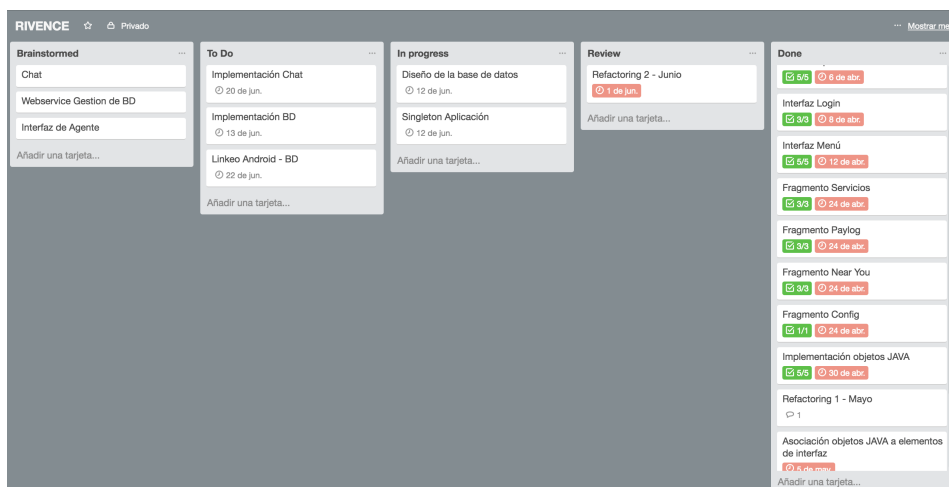 RIVENCE
Privado
Mostrar me
Brainstormed
Chat
Webservice Gestion de BD
Interfaz de Agente
Añadir una tarjeta...
To Do
Implementación Chat
20 de jun.
Implementación BD
13 de jun.
Linkeo Android - BD
22 de jun.
Añadir una tarjeta...
In progress
Diseño de la base de datos
12 de jun.
Singleton Aplicación
12 de jun.
Añadir una tarjeta...
Review
Refactoring 2 - Junio
1 de jun.
Añadir una tarjeta...
Done
5/5 6 de abr.
Interfaz Login
3/3 8 de abr.
Interfaz Menú
5/5 12 de abr.
Fragmento Servicios
3/3 24 de abr.
Fragmento Paylog
3/3 24 de abr.
Fragmento Near You
3/3 24 de abr.
Fragmento Config
1/1 24 de abr.
Implementación objetos JAVA
5/5 30 de abr.
Refactoring 1 - Mayo
1
Asociación objetos JAVA a elementos
de interfaz
5 de may.
Añadir una tarjeta...